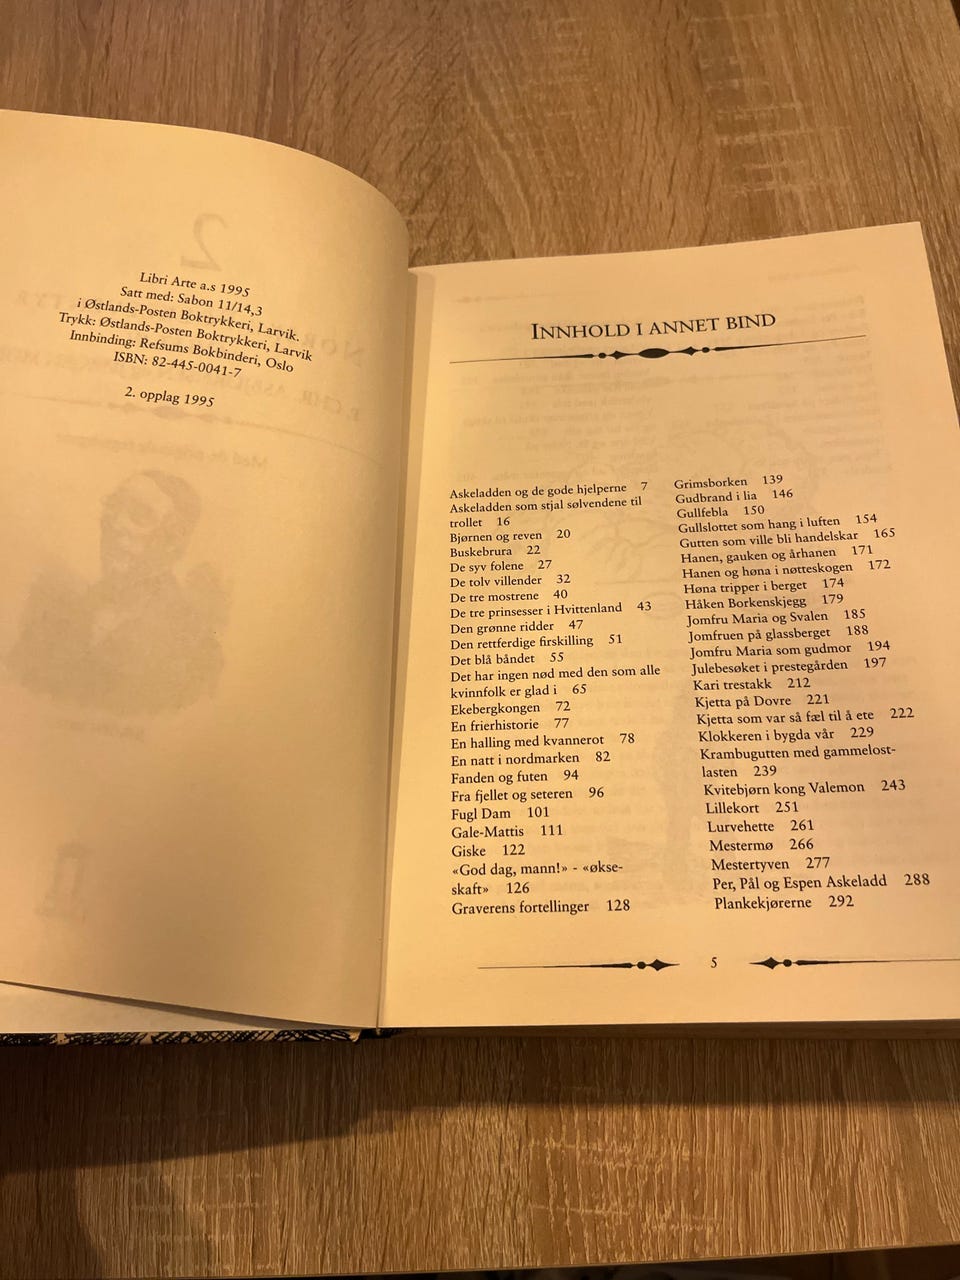 Libri Arte a.s 1995
Satt med: Sabon 11/14,3
i Østlands-Posten Boktrykkeri, Larvik.
Trykk: Østlands-Posten Boktrykkeri, Larvik
Innbinding: Refsums Bokbinderi, Oslo
ISBN: 82-445-0041-7
2. opplag 1995
INNHOLD I ANNET BIND
Askeladden og de gode hjelperne 7
Askeladden som stjal sølvendene til
trollet 16
Bjørnen og reven 20
Buskebrura 22
De syv folene 27
De tolv villender 32
De tre mostrene 40
De tre prinsesser i Hvittenland 43
Den grønne ridder 47
Den rettferdige firskilling 51
Det blå båndet 55
Det har ingen nød med den som alle
kvinnfolk er glad i 65
Ekebergkongen 72
En frierhistorie 77
En halling med kvannerot 78
En natt i nordmarken 82
Fanden og futen 94
Fra fjellet og seteren 96
Fugl Dam 101
Gale-Mattis 111
Giske 122
«God dag, mann!» - «økse-
skaft» 126
Graverens fortellinger 128
Grimsborken 139
Gudbrand i lia 146
Gullfebla 150
Gullslottet som hang i luften 154
Gutten som ville bli handelskar 165
Hanen, gauken og århanen 171
Hanen og høna i nøtteskogen 172
Høna tripper i berget 174
Håken Borkenskjegg 179
Jomfru Maria og Svalen 185
Jomfruen på glassberget 188
Jomfru Maria som gudmor 194
Julebesøket i prestegården 197
Kari trestakk 212
Kjetta på Dovre 221
Kjetta som var så fæl til å ete 222
Klokkeren i bygda vår 229
Krambugutten med gammelost-
lasten 239
Kvitebjørn kong Valemon 243
Lillekort 251
Lurvehette 261
Mestermø 266
Mestertyven 277
Per, Pål og Espen Askeladd 288
Plankekjørerne 292
5